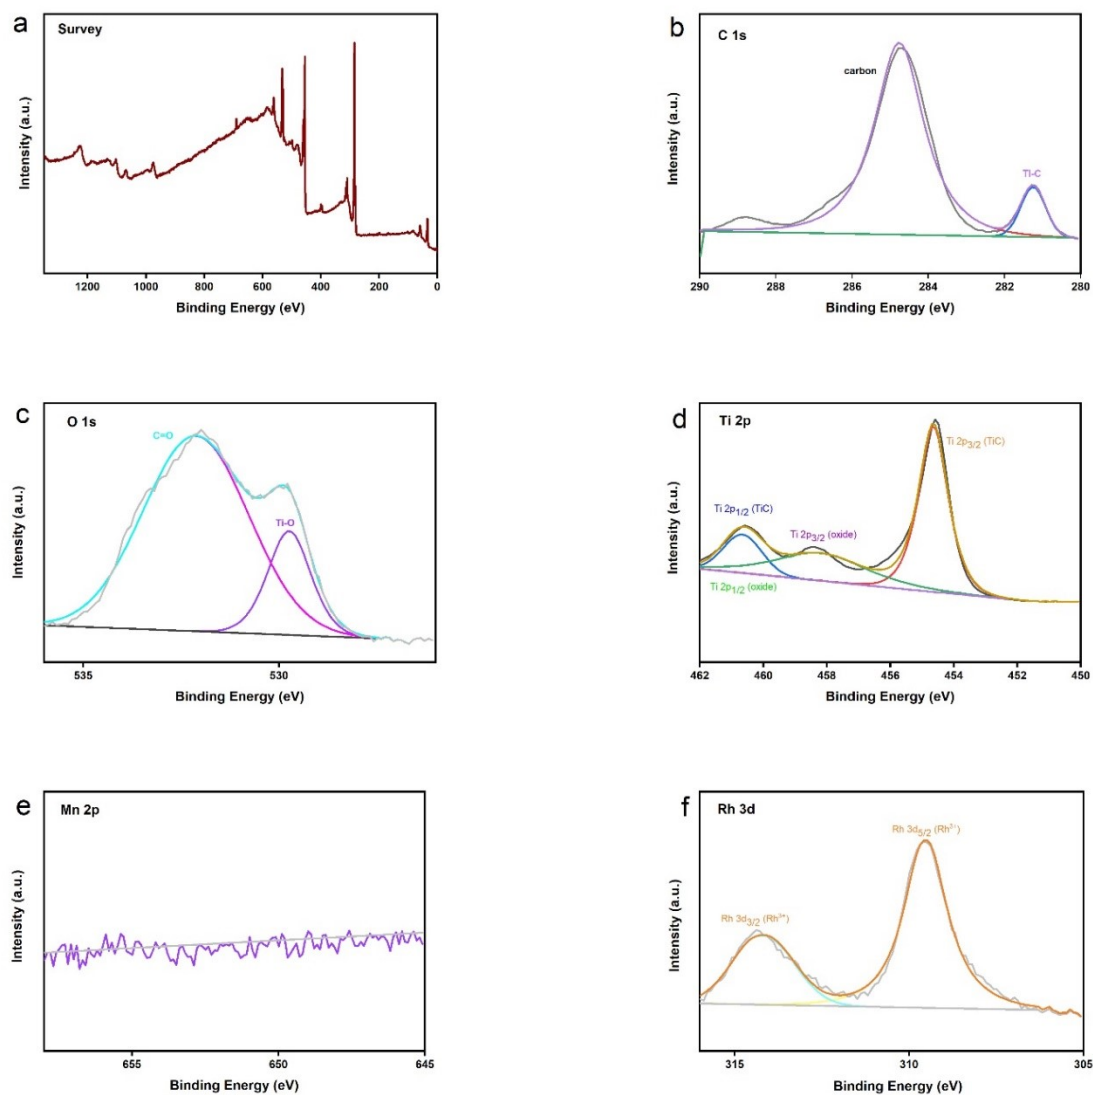 a
Survey
Intensity (a.u.)
1200 1000 800 600 400 200 0
Binding Energy (eV)
b
C 1s
carbon
Ti-C
Intensity (a.u.)
290 288 286 284 282 280
Binding Energy (eV)
c
O 1s
C=O
Ti-O
Intensity (a.u.)
535 530
Binding Energy (eV)
d
Ti 2p
Ti 2p3/2 (TiC)
Ti 2p1/2 (TiC)
Ti 2p3/2 (oxide)
Ti 2p1/2 (oxide)
Intensity (a.u.)
462 460 458 456 454 452 450
Binding Energy (eV)
e
Mn 2p
Intensity (a.u.)
655 650 645
Binding Energy (eV)
f
Rh 3d
Rh 3d5/2 (Rh3+)
Rh 3d3/2 (Rh3+)
Intensity (a.u.)
315 310 305
Binding Energy (eV)